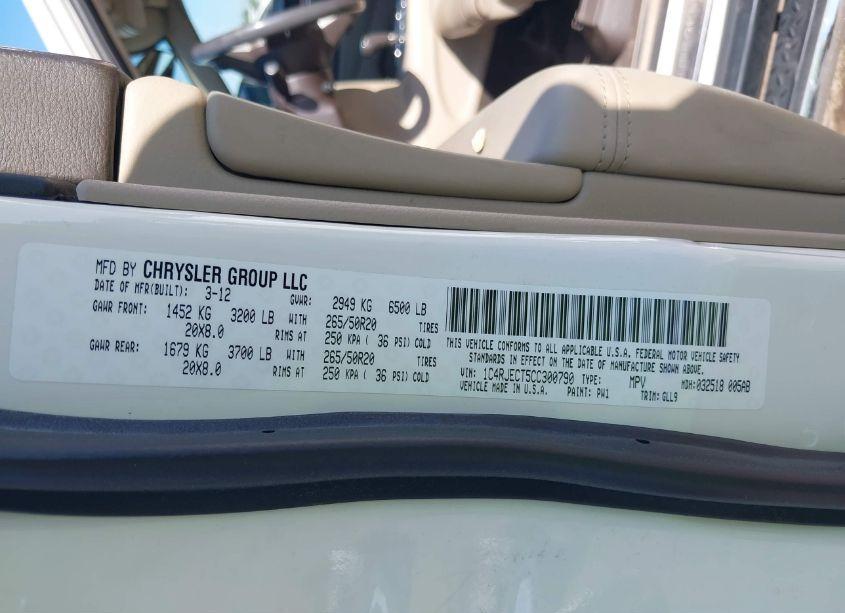 MFD BY CHRYSLER GROUP LLC
DATE OF MFR(BUILT): 3-12 GVWR: 2949 KG 6500 LB
GAWR FRONT: 1452 KG 3200 LB WITH 265/50R20 TIRES
20X8.0 RIMS AT 250 KPA ( 36 PSI) COLD
GAWR REAR: 1679 KG 3700 LB WITH 265/50R20 TIRES
20X8.0 RIMS AT 250 KPA ( 36 PSI) COLD
THIS VEHICLE CONFORMS TO ALL APPLICABLE U.S.A. FEDERAL MOTOR VEHICLE SAFETY
STANDARDS IN EFFECT ON THE DATE OF MANUFACTURE SHOWN ABOVE.
VIN: 1C4RJECT5CC300790 TYPE: MPV MDH:032518 005AB
VEHICLE MADE IN U.S.A. PAINT: PW1 TRIM: GLL9